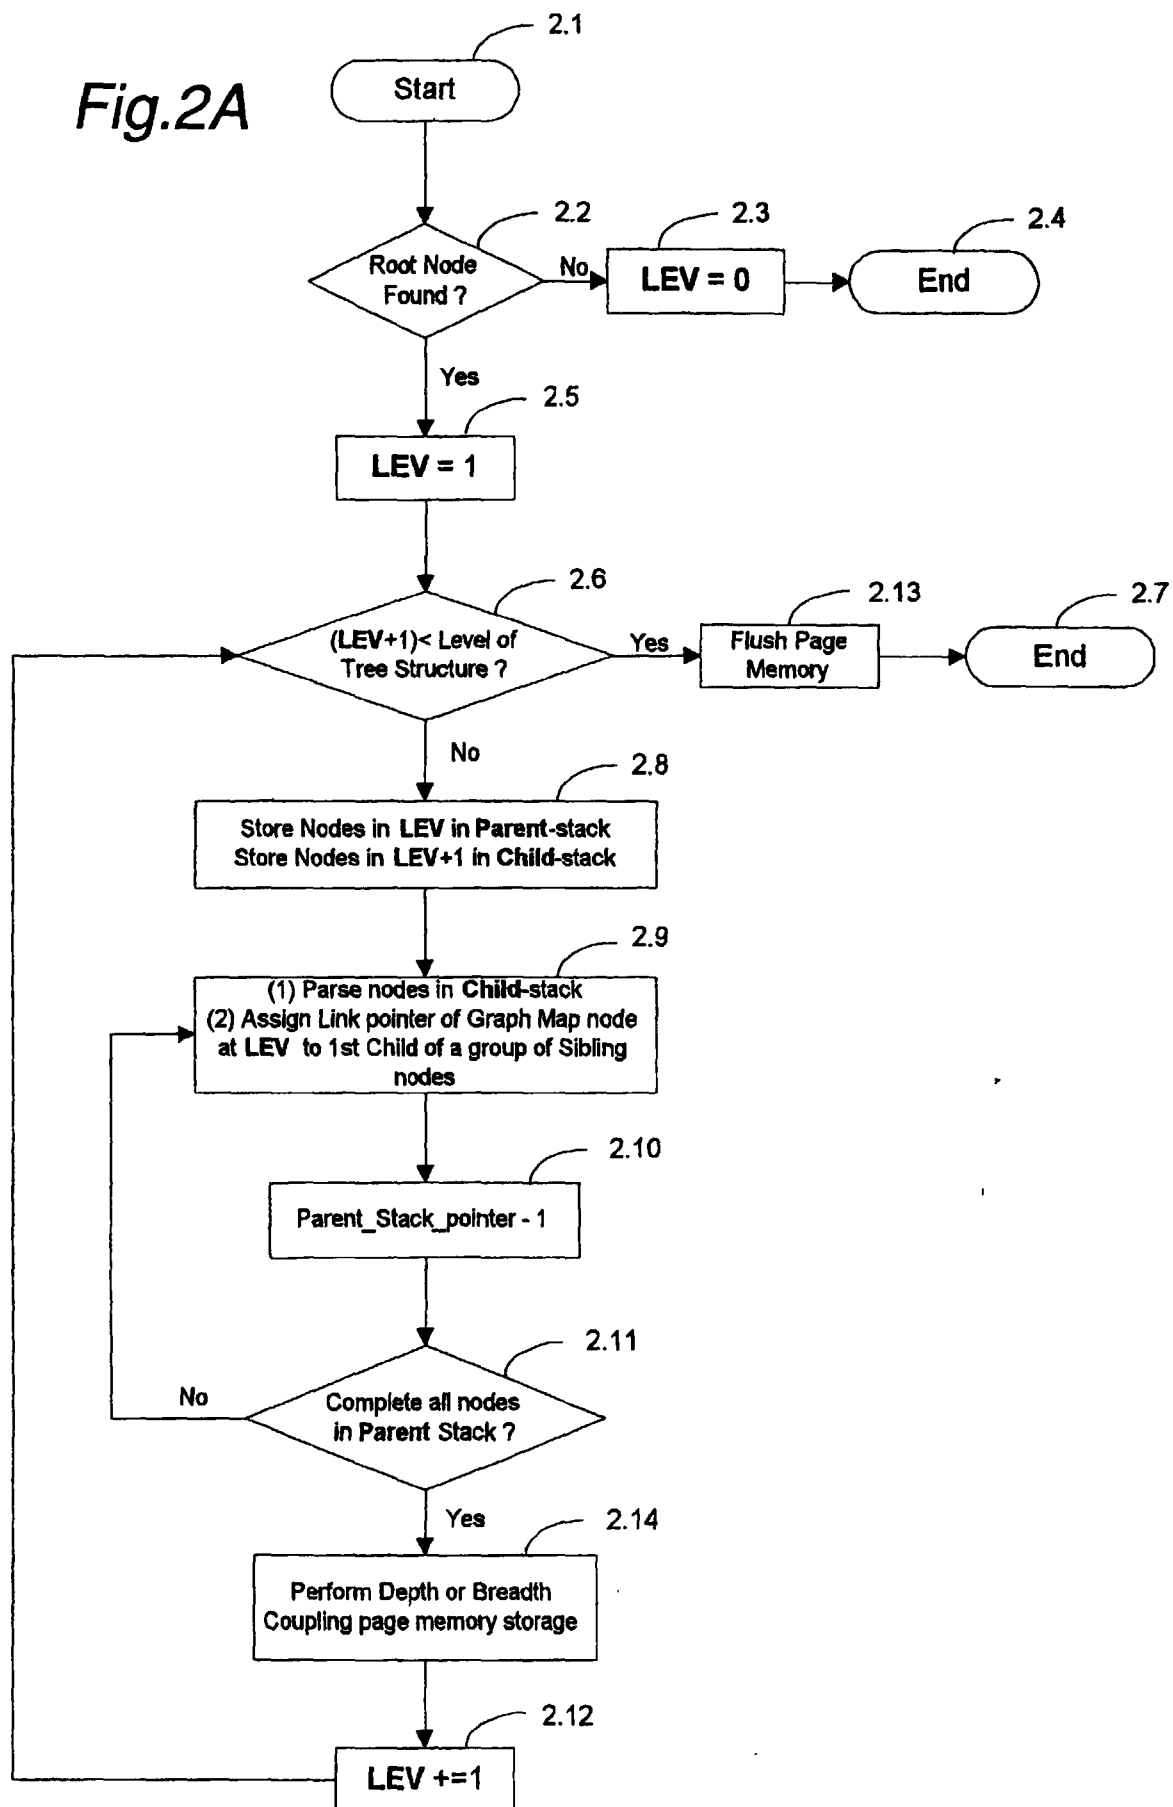 Fig.2A
2.1
Start
2.2
Root Node
Found ?
No
2.3
LEV = 0
2.4
End
Yes
2.5
LEV = 1
2.6
(LEV+1)< Level of
Tree Structure ?
Yes
2.13
Flush Page
Memory
2.7
End
No
2.8
Store Nodes in LEV in Parent-stack
Store Nodes in LEV+1 in Child-stack
2.9
(1) Parse nodes in Child-stack
(2) Assign Link pointer of Graph Map node
at LEV to 1st Child of a group of Sibling
nodes
2.10
Parent_Stack_pointer - 1
2.11
Complete all nodes
in Parent Stack ?
No
Yes
2.14
Perform Depth or Breadth
Coupling page memory storage
2.12
LEV +=1